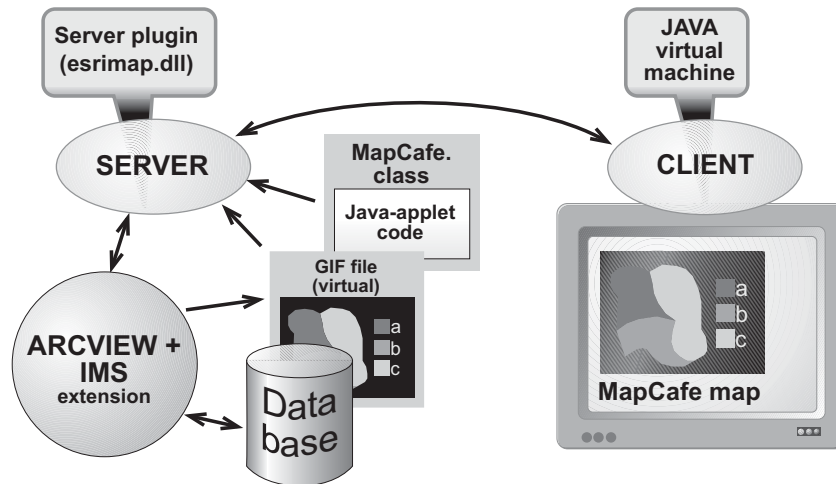 Server plugin
(esrimap.dll)
JAVA
virtual
machine
SERVER
CLIENT
MapCafe.
class
Java-applet
code
GIF file
(virtual)
a
b
c
ARCVIEW +
IMS
extension
Data
base
a
b
c
MapCafe map